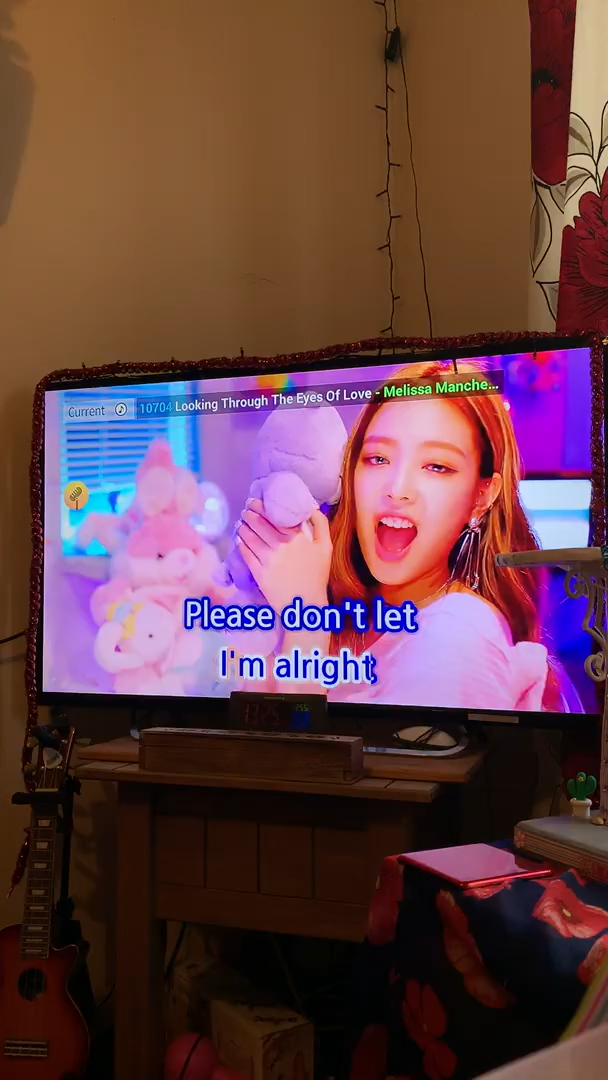 Current 10704 Looking Through The Eyes Of Love - Melissa Manche...
Please don't let
I'm alright